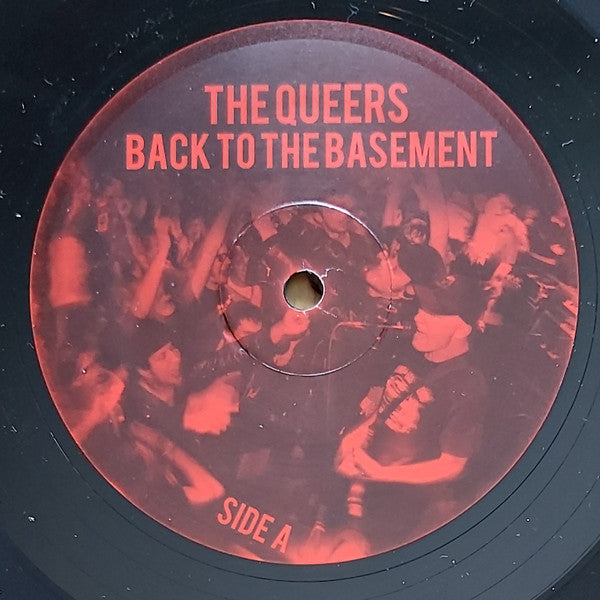 THE QUEERS
BACK TO THE BASEMENT
SIDE A